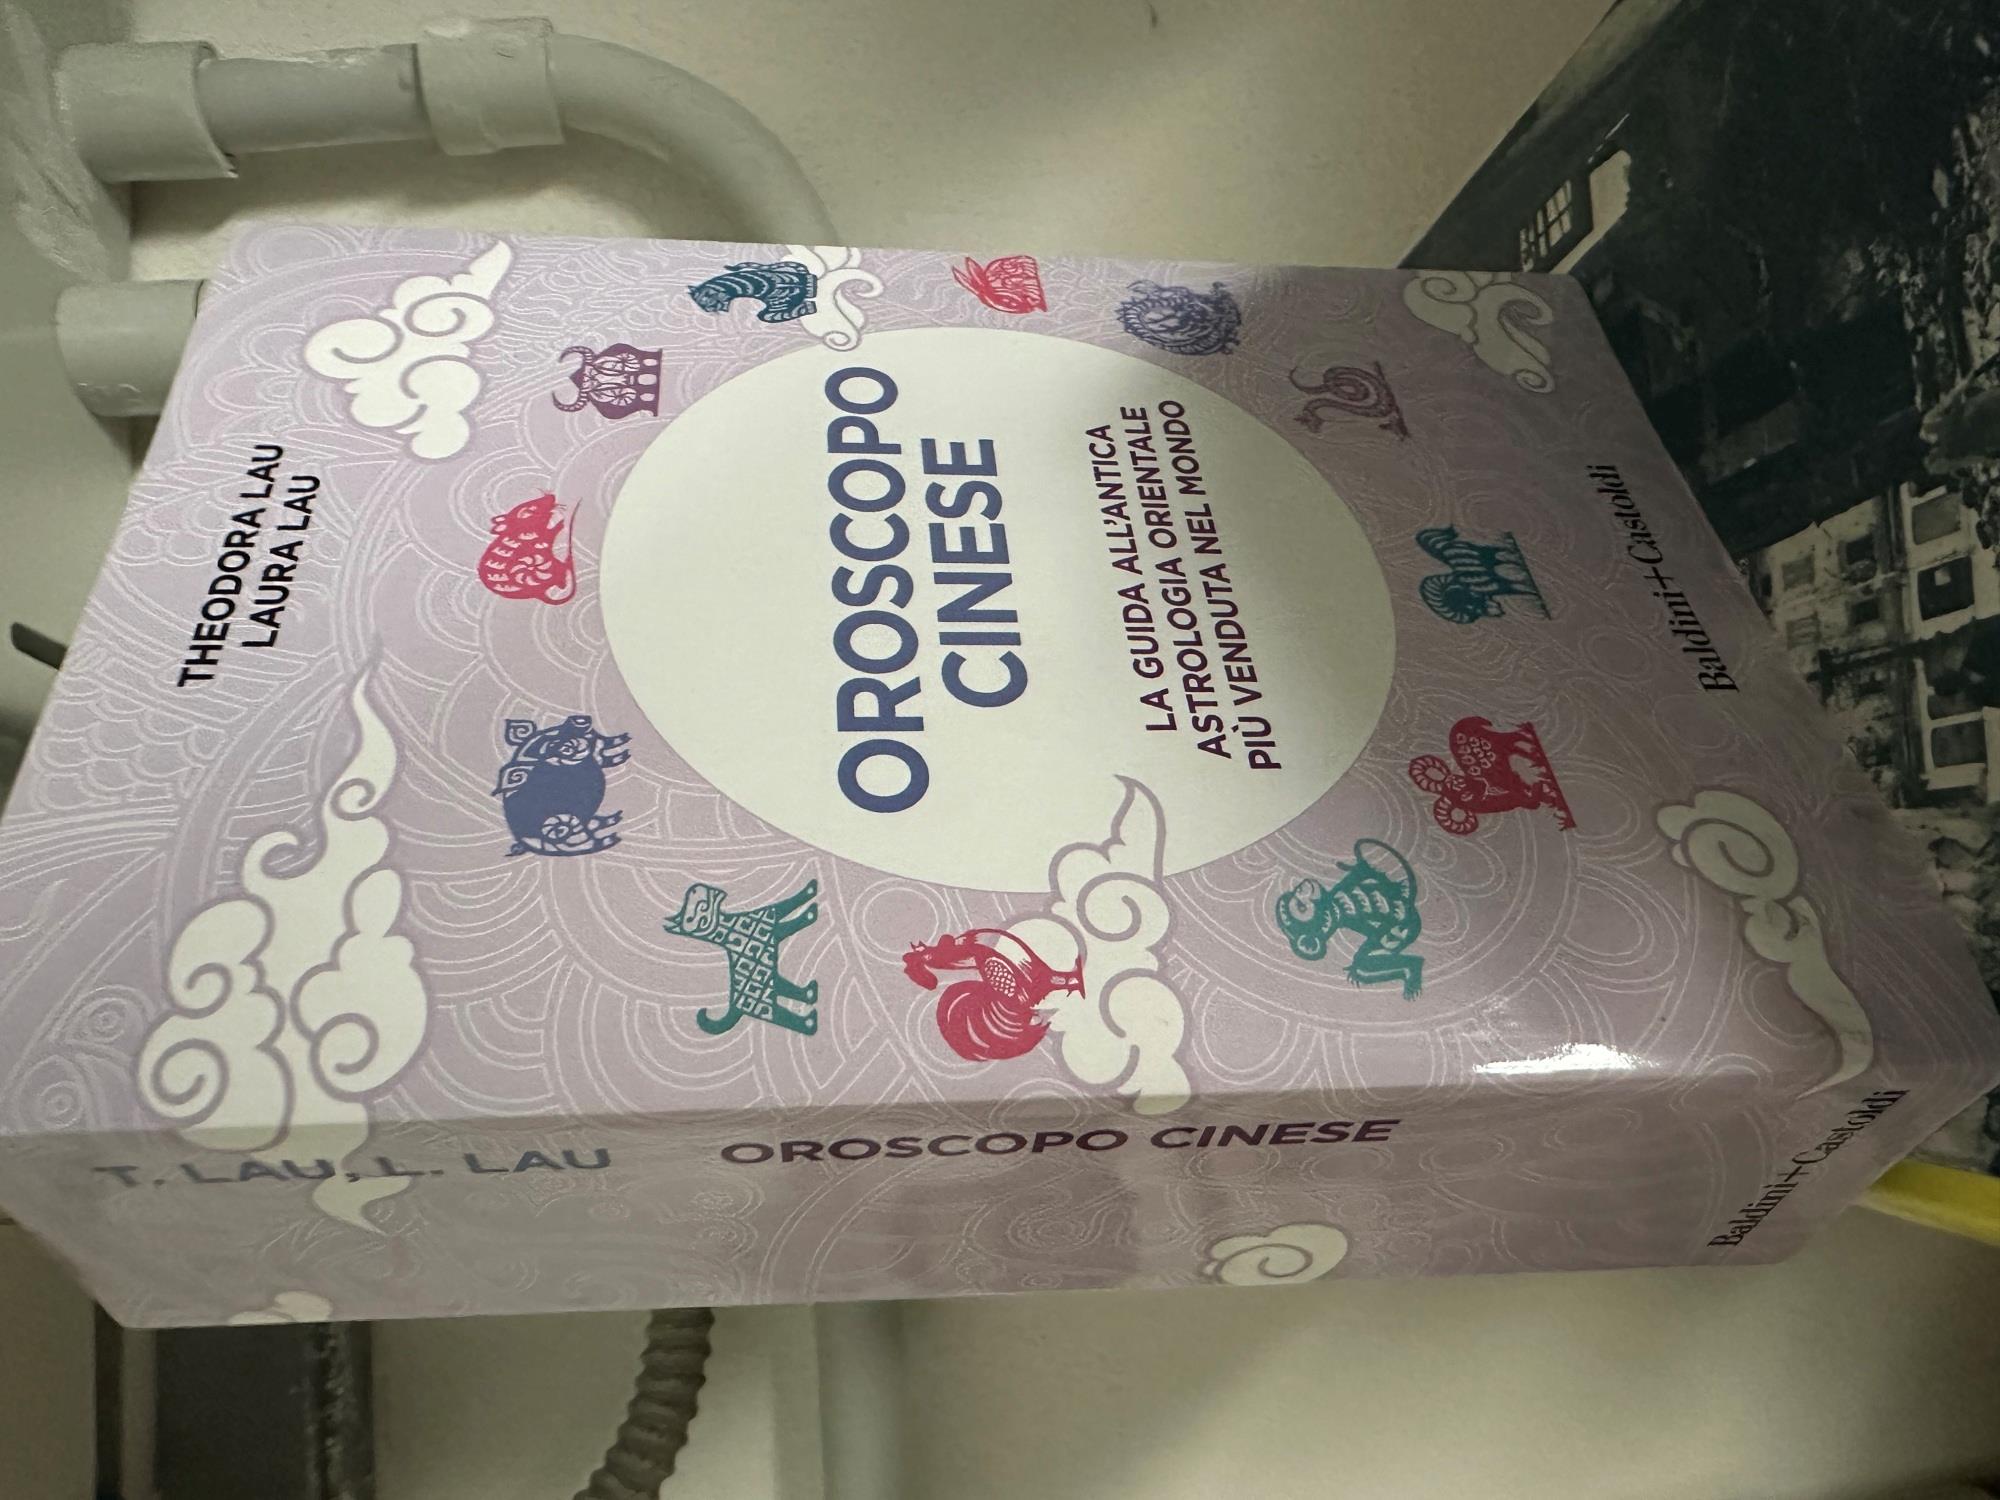 THEODORA LAU
LAURA LAU
OROSCOPO
CINESE
LA GUIDA ALL'ANTICA
ASTROLOGIA ORIENTALE
PIÙ VENDUTA NEL MONDO
Baldini+Castoldi
T. LAU, L. LAU
OROSCOPO CINESE
Baldini+Castoldi